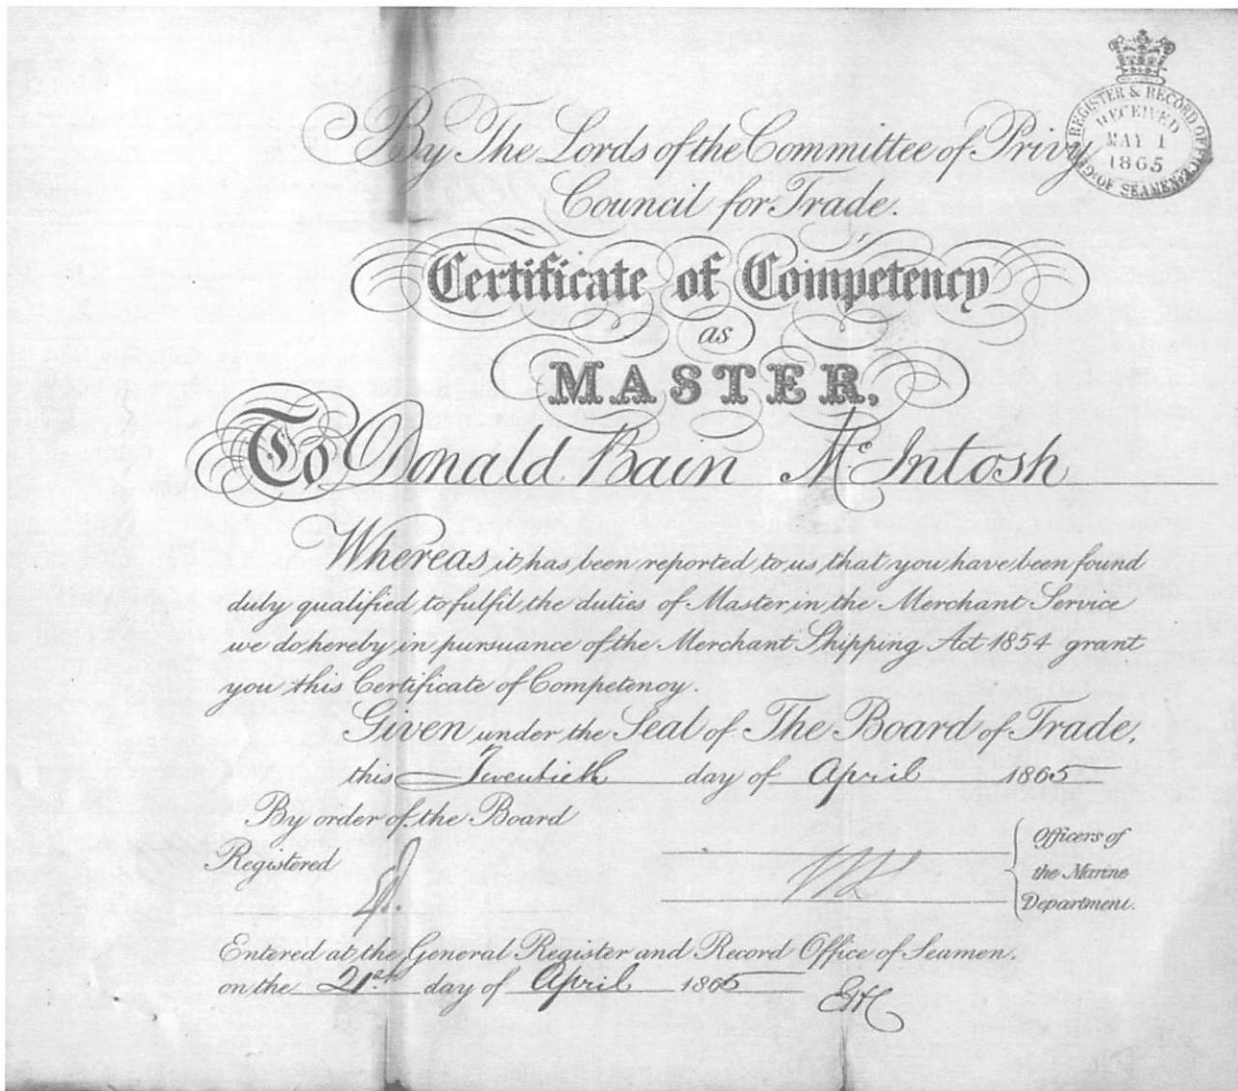 By The Lords of the Committee of Privy
Council for Trade.
REGISTER & RECORD OFFICE OF SEAMEN
RECEIVED
MAY 1
1865
Certificate of Competency
as
MASTER,
To Donald Bain McIntosh
Whereas it has been reported to us that you have been found
duly qualified to fulfil the duties of Master in the Merchant Service
we do hereby in pursuance of the Merchant Shipping Act 1854 grant
you this Certificate of Competency.
Given under the Seal of The Board of Trade,
this Twentieth day of April 1865
By order of the Board
Registered
Officers of
the Marine
Department.
Entered at the General Register and Record Office of Seamen.
on the 21st day of April 1865